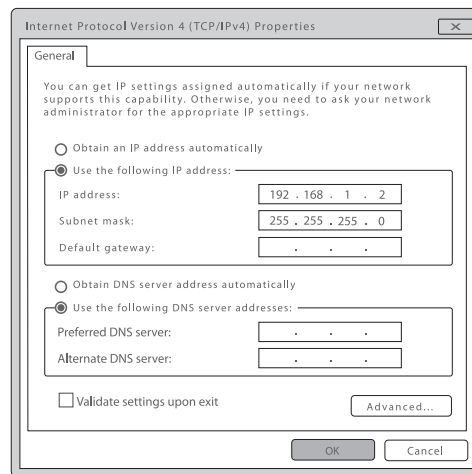 Internet Protocol Version 4 (TCP/IPv4) Properties
General
You can get IP settings assigned automatically if your network
supports this capability. Otherwise, you need to ask your network
administrator for the appropriate IP settings.
Obtain an IP address automatically
Use the following IP address:
IP address: 192 . 168 . 1 . 2
Subnet mask: 255 . 255 . 255 . 0
Default gateway: . . .
Obtain DNS server address automatically
Use the following DNS server addresses:
Preferred DNS server: . . .
Alternate DNS server: . . .
Validate settings upon exit
Advanced...
OK Cancel